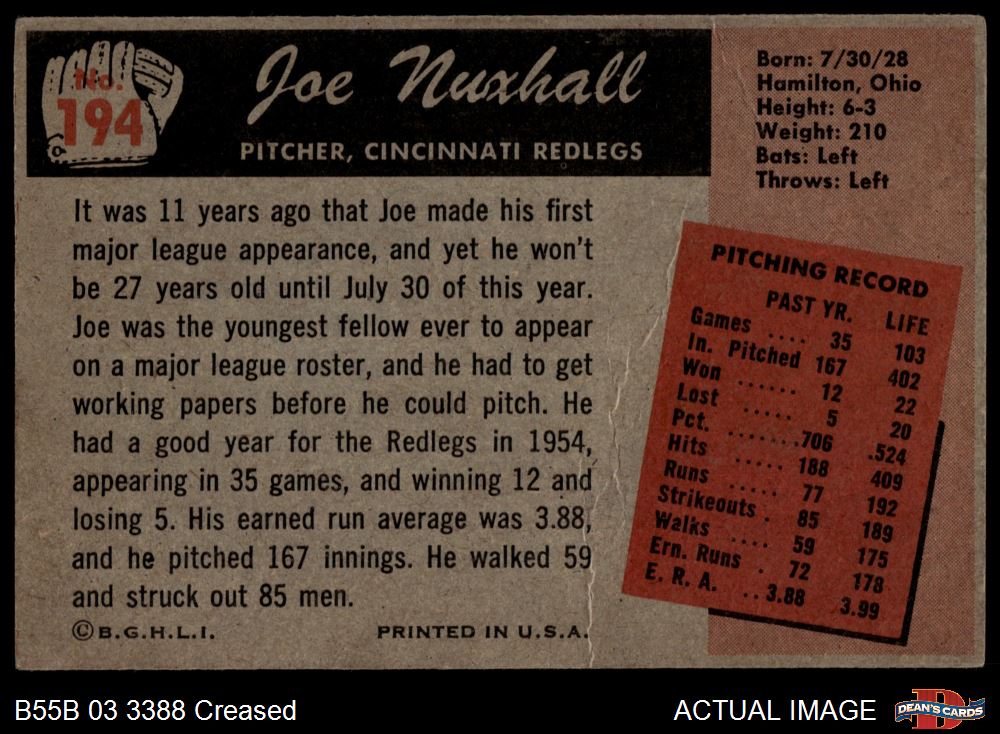 No.
194
Joe Nuxhall
PITCHER, CINCINNATI REDLEGS
Born: 7/30/28
Hamilton, Ohio
Height: 6-3
Weight: 210
Bats: Left
Throws: Left
It was 11 years ago that Joe made his first
major league appearance, and yet he won't
be 27 years old until July 30 of this year.
Joe was the youngest fellow ever to appear
on a major league roster, and he had to get
working papers before he could pitch. He
had a good year for the Redlegs in 1954,
appearing in 35 games, and winning 12 and
losing 5. His earned run average was 3.88,
and he pitched 167 innings. He walked 59
and struck out 85 men.
© B.G.H.L.I. PRINTED IN U.S.A.
PITCHING RECORD
PAST YR. LIFE
Games .... 35 103
In. Pitched 167 402
Won ...... 12 22
Lost ..... 5 20
Pct. .......706 .524
Hits ..... 188 409
Runs ..... 77 192
Strikeouts . 85 189
Walks .... 59 175
Ern. Runs . 72 178
E. R. A. ..3.88 3.99
B55B 03 3388 Creased
ACTUAL IMAGE
DEAN'S CARDS